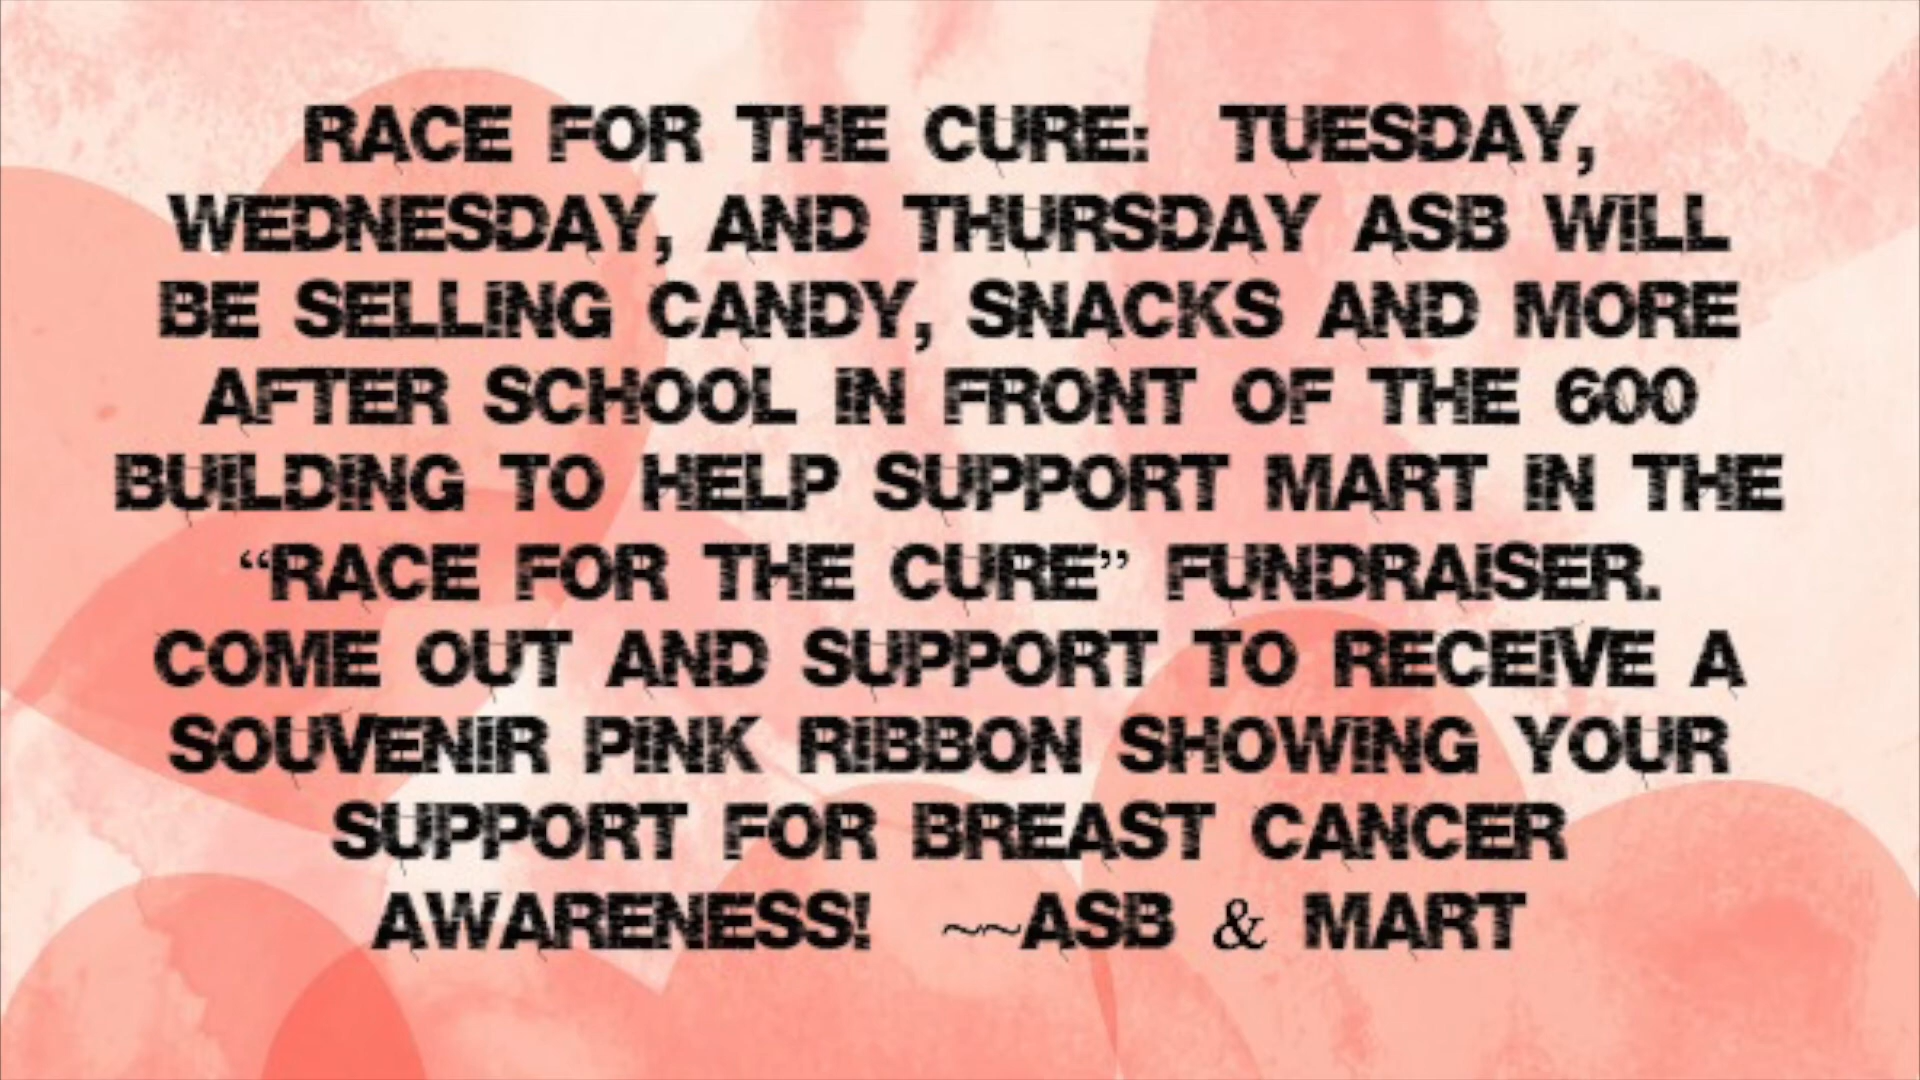 RACE FOR THE CURE: TUESDAY,
WEDNESDAY, AND THURSDAY ASB WILL
BE SELLING CANDY, SNACKS AND MORE
AFTER SCHOOL IN FRONT OF THE 600
BUILDING TO HELP SUPPORT MART IN THE
“RACE FOR THE CURE” FUNDRAISER.
COME OUT AND SUPPORT TO RECEIVE A
SOUVENIR PINK RIBBON SHOWING YOUR
SUPPORT FOR BREAST CANCER
AWARENESS! ~~ASB & MART